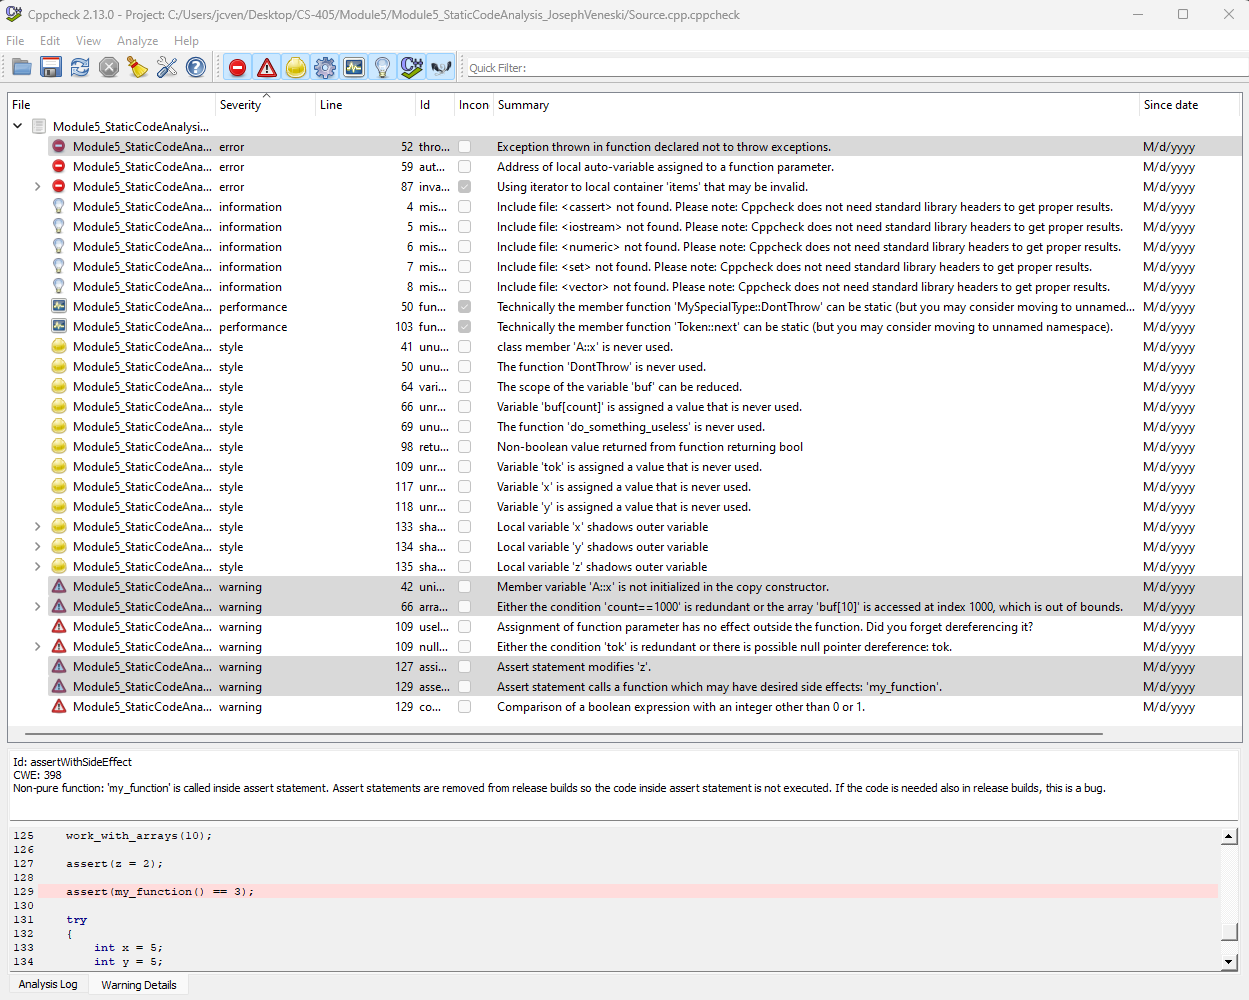 Cppcheck 2.13.0 - Project: C:/Users/jcven/Desktop/CS-405/Module5/Module5_StaticCodeAnalysis_JosephVeneski/Source.cpp.cppcheck
File Edit View Analyze Help
Quick Filter:
File Severity Line Id Incon Summary Since date
Module5_StaticCodeAnalysi...
Module5_StaticCodeAna... error 52 thro... Exception thrown in function declared not to throw exceptions. M/d/yyyy
Module5_StaticCodeAna... error 59 aut... Address of local auto-variable assigned to a function parameter. M/d/yyyy
Module5_StaticCodeAna... error 87 inva... Using iterator to local container 'items' that may be invalid. M/d/yyyy
Module5_StaticCodeAna... information 4 mis... Include file: <cassert> not found. Please note: Cppcheck does not need standard library headers to get proper results. M/d/yyyy
Module5_StaticCodeAna... information 5 mis... Include file: <iostream> not found. Please note: Cppcheck does not need standard library headers to get proper results. M/d/yyyy
Module5_StaticCodeAna... information 6 mis... Include file: <numeric> not found. Please note: Cppcheck does not need standard library headers to get proper results. M/d/yyyy
Module5_StaticCodeAna... information 7 mis... Include file: <set> not found. Please note: Cppcheck does not need standard library headers to get proper results. M/d/yyyy
Module5_StaticCodeAna... information 8 mis... Include file: <vector> not found. Please note: Cppcheck does not need standard library headers to get proper results. M/d/yyyy
Module5_StaticCodeAna... performance 50 fun... Technically the member function 'MySpecialType::DontThrow' can be static (but you may consider moving to unnamed... M/d/yyyy
Module5_StaticCodeAna... performance 103 fun... Technically the member function 'Token::next' can be static (but you may consider moving to unnamed namespace). M/d/yyyy
Module5_StaticCodeAna... style 41 unu... class member 'A::x' is never used. M/d/yyyy
Module5_StaticCodeAna... style 50 unu... The function 'DontThrow' is never used. M/d/yyyy
Module5_StaticCodeAna... style 64 vari... The scope of the variable 'buf' can be reduced. M/d/yyyy
Module5_StaticCodeAna... style 66 unr... Variable 'buf[count]' is assigned a value that is never used. M/d/yyyy
Module5_StaticCodeAna... style 69 unu... The function 'do_something_useless' is never used. M/d/yyyy
Module5_StaticCodeAna... style 98 retu... Non-boolean value returned from function returning bool M/d/yyyy
Module5_StaticCodeAna... style 109 unr... Variable 'tok' is assigned a value that is never used. M/d/yyyy
Module5_StaticCodeAna... style 117 unr... Variable 'x' is assigned a value that is never used. M/d/yyyy
Module5_StaticCodeAna... style 118 unr... Variable 'y' is assigned a value that is never used. M/d/yyyy
Module5_StaticCodeAna... style 133 sha... Local variable 'x' shadows outer variable M/d/yyyy
Module5_StaticCodeAna... style 134 sha... Local variable 'y' shadows outer variable M/d/yyyy
Module5_StaticCodeAna... style 135 sha... Local variable 'z' shadows outer variable M/d/yyyy
Module5_StaticCodeAna... warning 42 uni... Member variable 'A::x' is not initialized in the copy constructor. M/d/yyyy
Module5_StaticCodeAna... warning 66 arra... Either the condition 'count==1000' is redundant or the array 'buf[10]' is accessed at index 1000, which is out of bounds. M/d/yyyy
Module5_StaticCodeAna... warning 109 usel... Assignment of function parameter has no effect outside the function. Did you forget dereferencing it? M/d/yyyy
Module5_StaticCodeAna... warning 109 null... Either the condition 'tok' is redundant or there is possible null pointer dereference: tok. M/d/yyyy
Module5_StaticCodeAna... warning 127 assi... Assert statement modifies 'z'. M/d/yyyy
Module5_StaticCodeAna... warning 129 asse... Assert statement calls a function which may have desired side effects: 'my_function'. M/d/yyyy
Module5_StaticCodeAna... warning 129 co... Comparison of a boolean expression with an integer other than 0 or 1. M/d/yyyy
Id: assertWithSideEffect
CWE: 398
Non-pure function: 'my_function' is called inside assert statement. Assert statements are removed from release builds so the code inside assert statement is not executed. If the code is needed also in release builds, this is a bug.
125 work_with_arrays(10);
126
127 assert(z = 2);
128
129 assert(my_function() == 3);
130
131 try
132 {
133 int x = 5;
134 int y = 5;
Analysis Log Warning Details